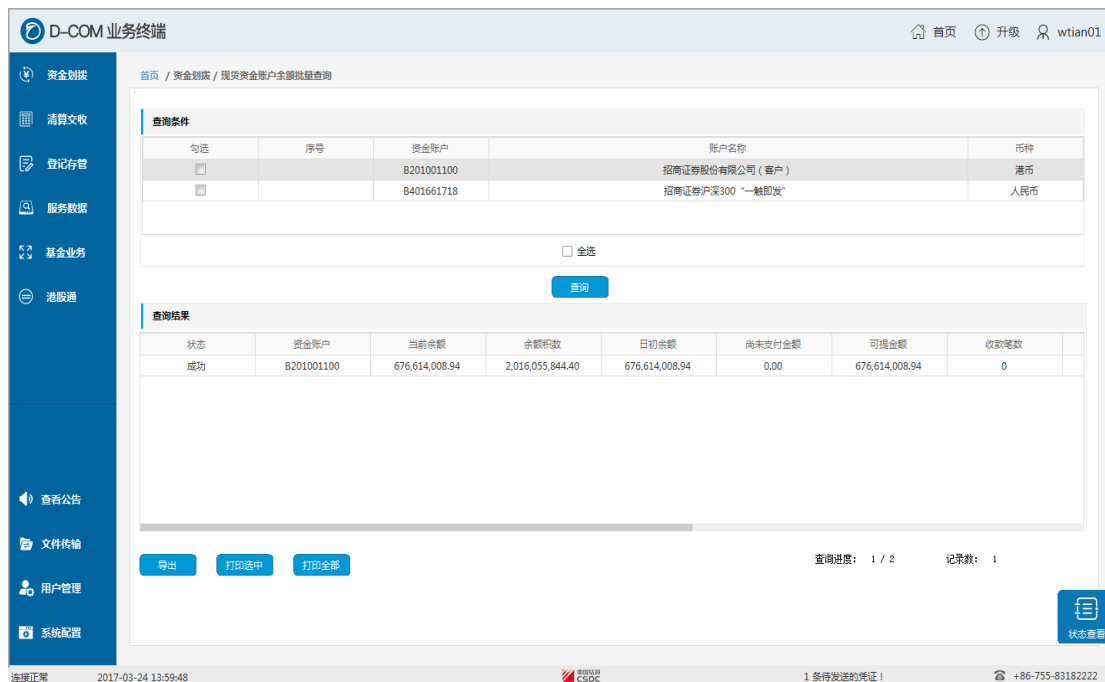 D-COM 业务终端
首页 升级 wtian01
资金划拨
清算交收
登记存管
服务数据
基金业务
港股通
查看公告
文件传输
用户管理
系统配置
首页 / 资金划拨 / 现货资金账户余额批量查询
查询条件
勾选 序号 资金账户 账户名称 币种
B201001100 招商证券股份有限公司 ( 客户 ) 港币
B401661718 招商证券沪深300“一触即发” 人民币
全选
查询
查询结果
状态 资金账户 当前余额 余额积数 日初余额 尚未支付金额 可提金额 收款笔数
成功 B201001100 676,614,008.94 2,016,055,844.40 676,614,008.94 0.00 676,614,008.94 0
导出 打印选中 打印全部 查询进度: 1 / 2 记录数: 1
状态查看
连接正常 2017-03-24 13:59:48 中国结算 CSDC 1 条待发送的凭证! +86-755-83182222